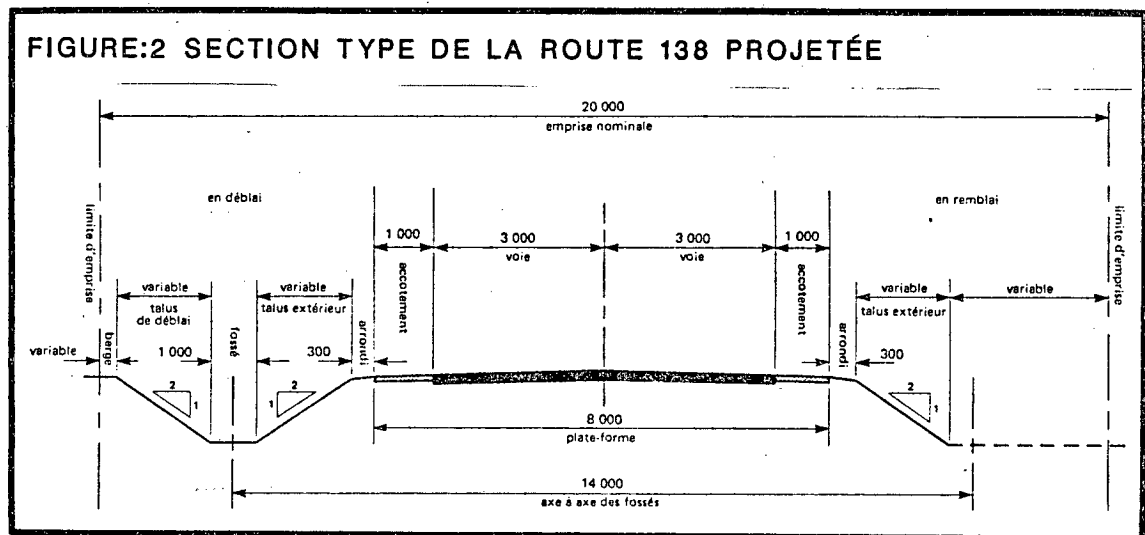 FIGURE:2 SECTION TYPE DE LA ROUTE 138 PROJETÉE
20 000
emprise nominale
en déblai
en remblai
limite d'emprise
limite d'emprise
1 000
3 000
3 000
1 000
voie
voie
accotement
accotement
variable
variable
variable
variable
talus
de déblai
talus extérieur
talus extérieur
fossé
variable
berge
1 000
300
arrondi
arrondi
300
2
1
2
1
2
1
8 000
plate-forme
14 000
axe à axe des fossés